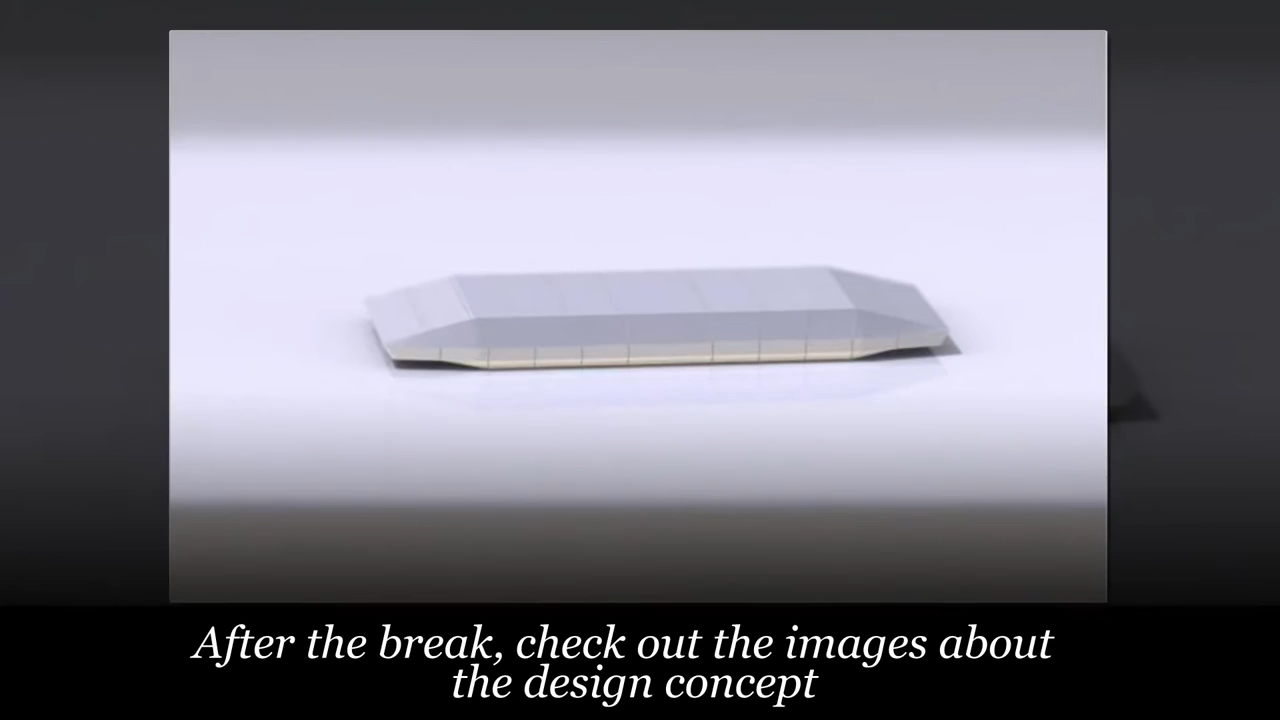 After the break, check out the images about
the design concept